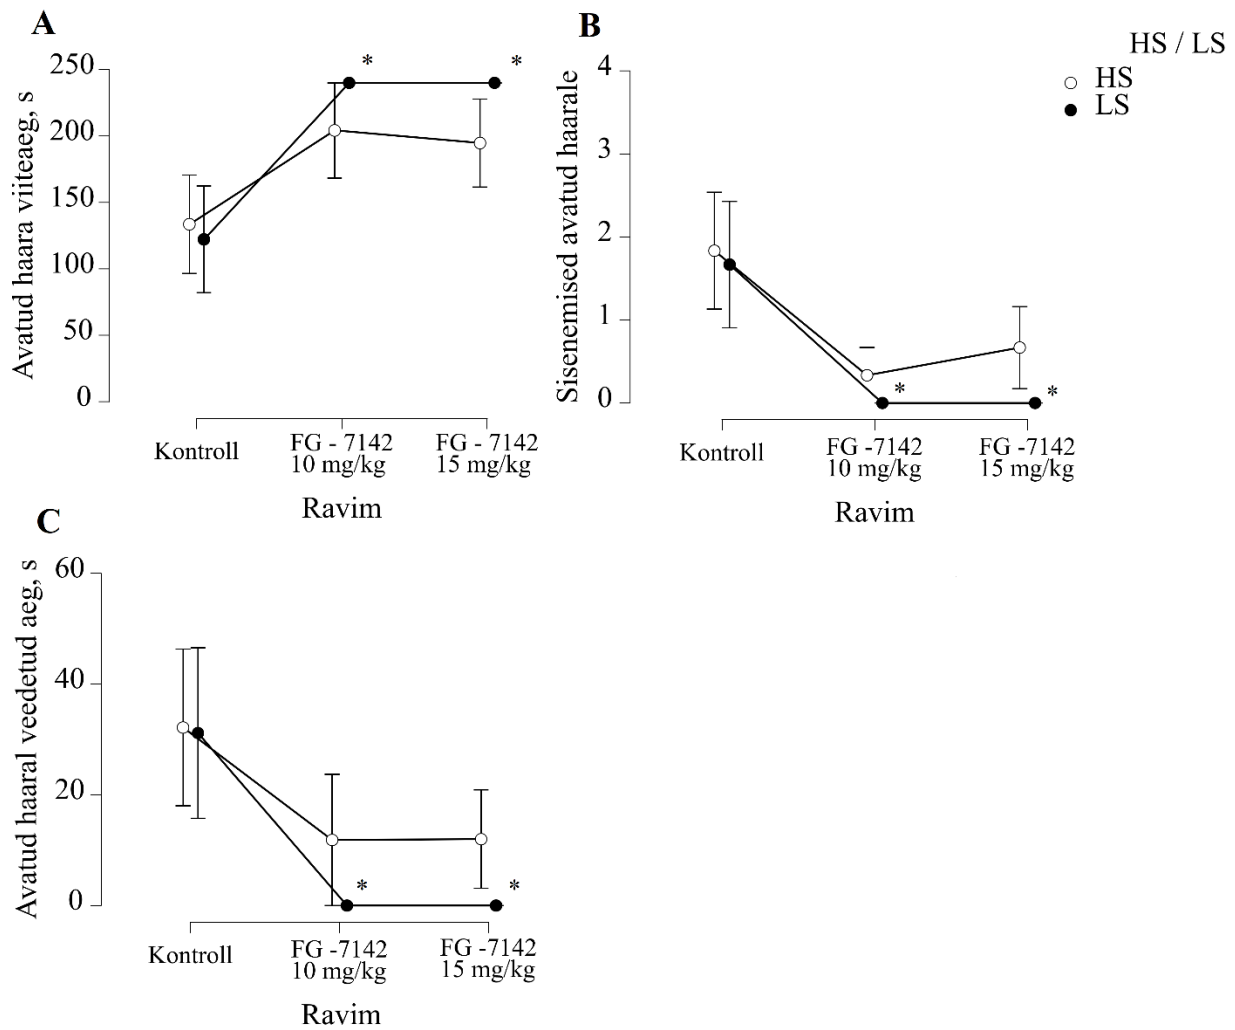 A
Avatud haara viiteaeg, s
250
200
150
100
50
0
*
*
Kontroll
FG - 7142
10 mg/kg
FG - 7142
15 mg/kg
Ravim
B
Sisenemised avatud haarale
4
3
2
1
0
*
*
Kontroll
FG -7142
10 mg/kg
FG -7142
15 mg/kg
Ravim
HS / LS
HS
LS
C
Avatud haaral veedetud aeg, s
60
40
20
0
*
*
Kontroll
FG -7142
10 mg/kg
FG -7142
15 mg/kg
Ravim